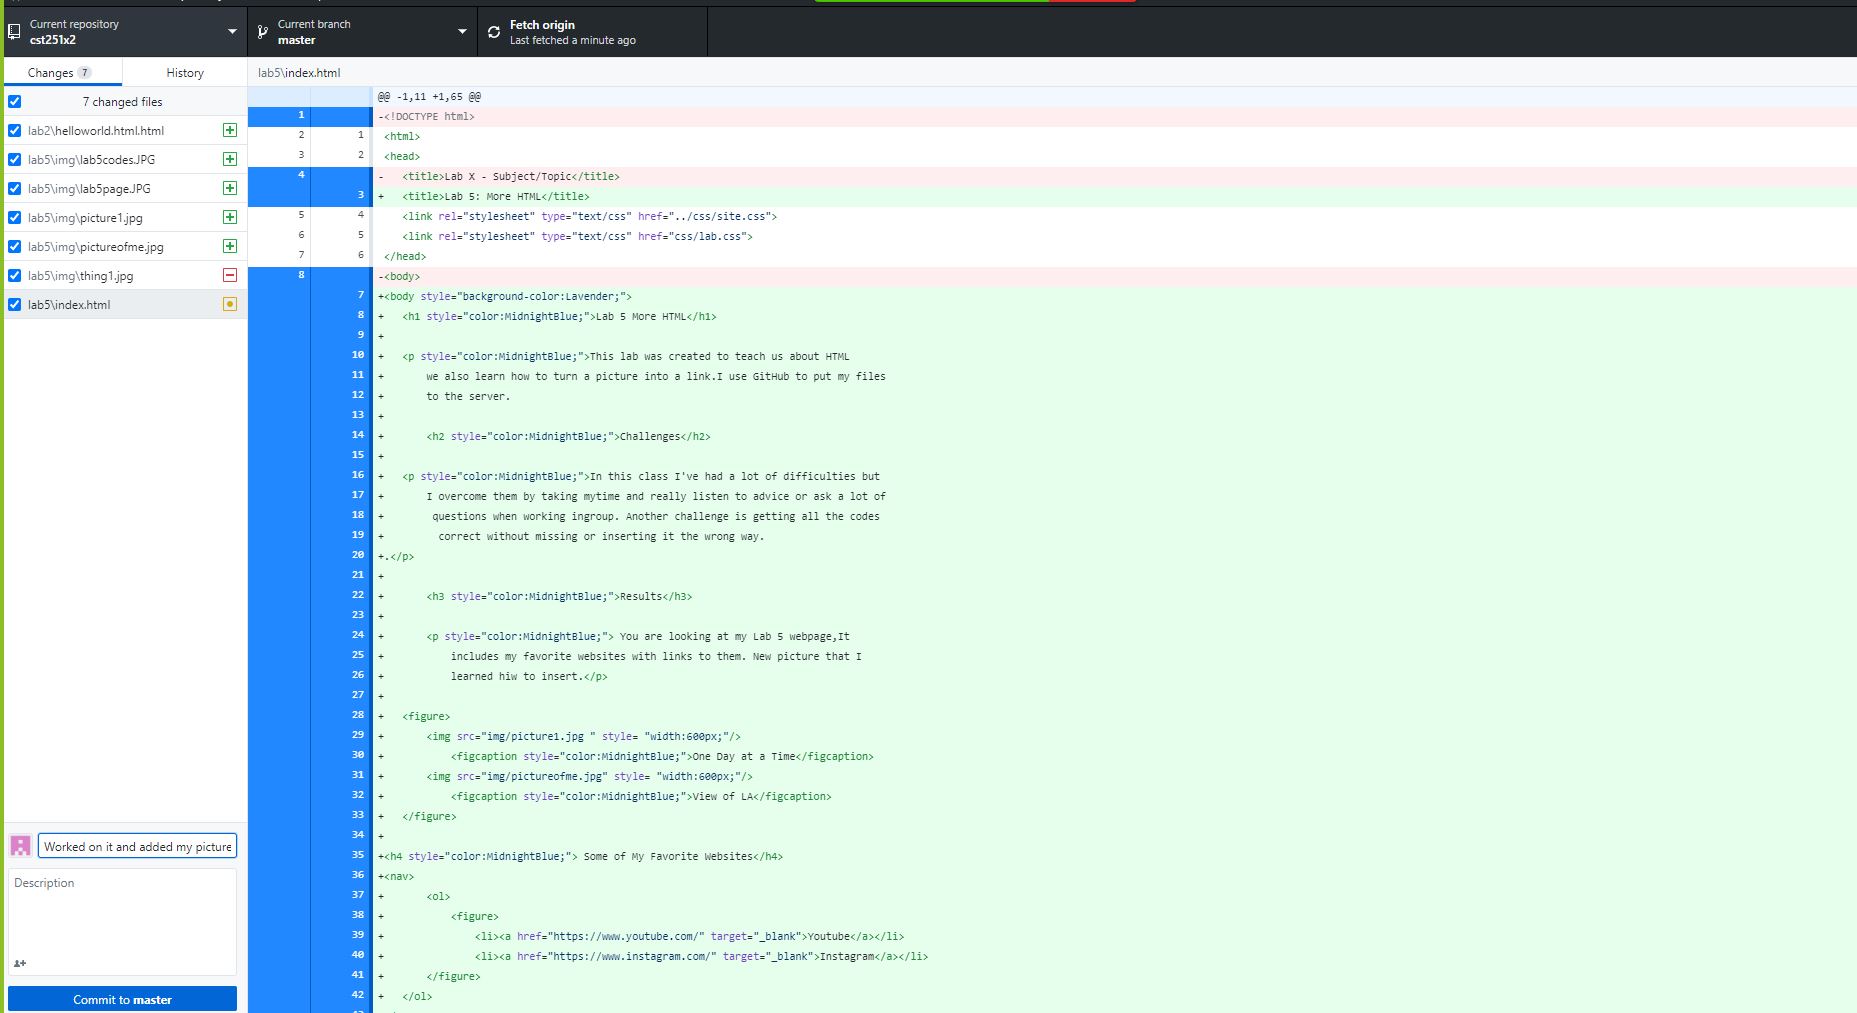 Current repository
cst251x2
Current branch
master
Fetch origin
Last fetched a minute ago
Changes 7
History
lab5\index.html
7 changed files
lab2\helloworld.html.html
lab5\img\lab5codes.JPG
lab5\img\lab5page.JPG
lab5\img\picture1.jpg
lab5\img\pictureofme.jpg
lab5\img\thing1.jpg
lab5\index.html
Worked on it and added my picture
Description
Commit to master
@@ -1,11 +1,65 @@
1 -<!DOCTYPE html>
2 1 <html>
3 2 <head>
4 - <title>Lab X - Subject/Topic</title>
3 + <title>Lab 5: More HTML</title>
5 4 <link rel="stylesheet" type="text/css" href="../css/site.css">
6 5 <link rel="stylesheet" type="text/css" href="css/lab.css">
7 6 </head>
8 -<body>
7 +<body style="background-color:Lavender;">
8 + <h1 style="color:MidnightBlue;">Lab 5 More HTML</h1>
9 +
10 + <p style="color:MidnightBlue;">This lab was created to teach us about HTML
11 + we also learn how to turn a picture into a link.I use GitHub to put my files
12 + to the server.
13 +
14 + <h2 style="color:MidnightBlue;">Challenges</h2>
15 +
16 + <p style="color:MidnightBlue;">In this class I've had a lot of difficulties but
17 + I overcome them by taking mytime and really listen to advice or ask a lot of
18 + questions when working ingroup. Another challenge is getting all the codes
19 + correct without missing or inserting it the wrong way.
20 +.</p>
21 +
22 + <h3 style="color:MidnightBlue;">Results</h3>
23 +
24 + <p style="color:MidnightBlue;"> You are looking at my Lab 5 webpage,It
25 + includes my favorite websites with links to them. New picture that I
26 + learned hiw to insert.</p>
27 +
28 + <figure>
29 + <img src="img/picture1.jpg " style= "width:600px;"/>
30 + <figcaption style="color:MidnightBlue;">One Day at a Time</figcaption>
31 + <img src="img/pictureofme.jpg" style= "width:600px;"/>
32 + <figcaption style="color:MidnightBlue;">View of LA</figcaption>
33 + </figure>
34 +
35 +<h4 style="color:MidnightBlue;"> Some of My Favorite Websites</h4>
36 +<nav>
37 + <ol>
38 + <figure>
39 + <li><a href="https://www.youtube.com/" target="_blank">Youtube</a></li>
40 + <li><a href="https://www.instagram.com/" target="_blank">Instagram</a></li>
41 + </figure>
42 + </ol>